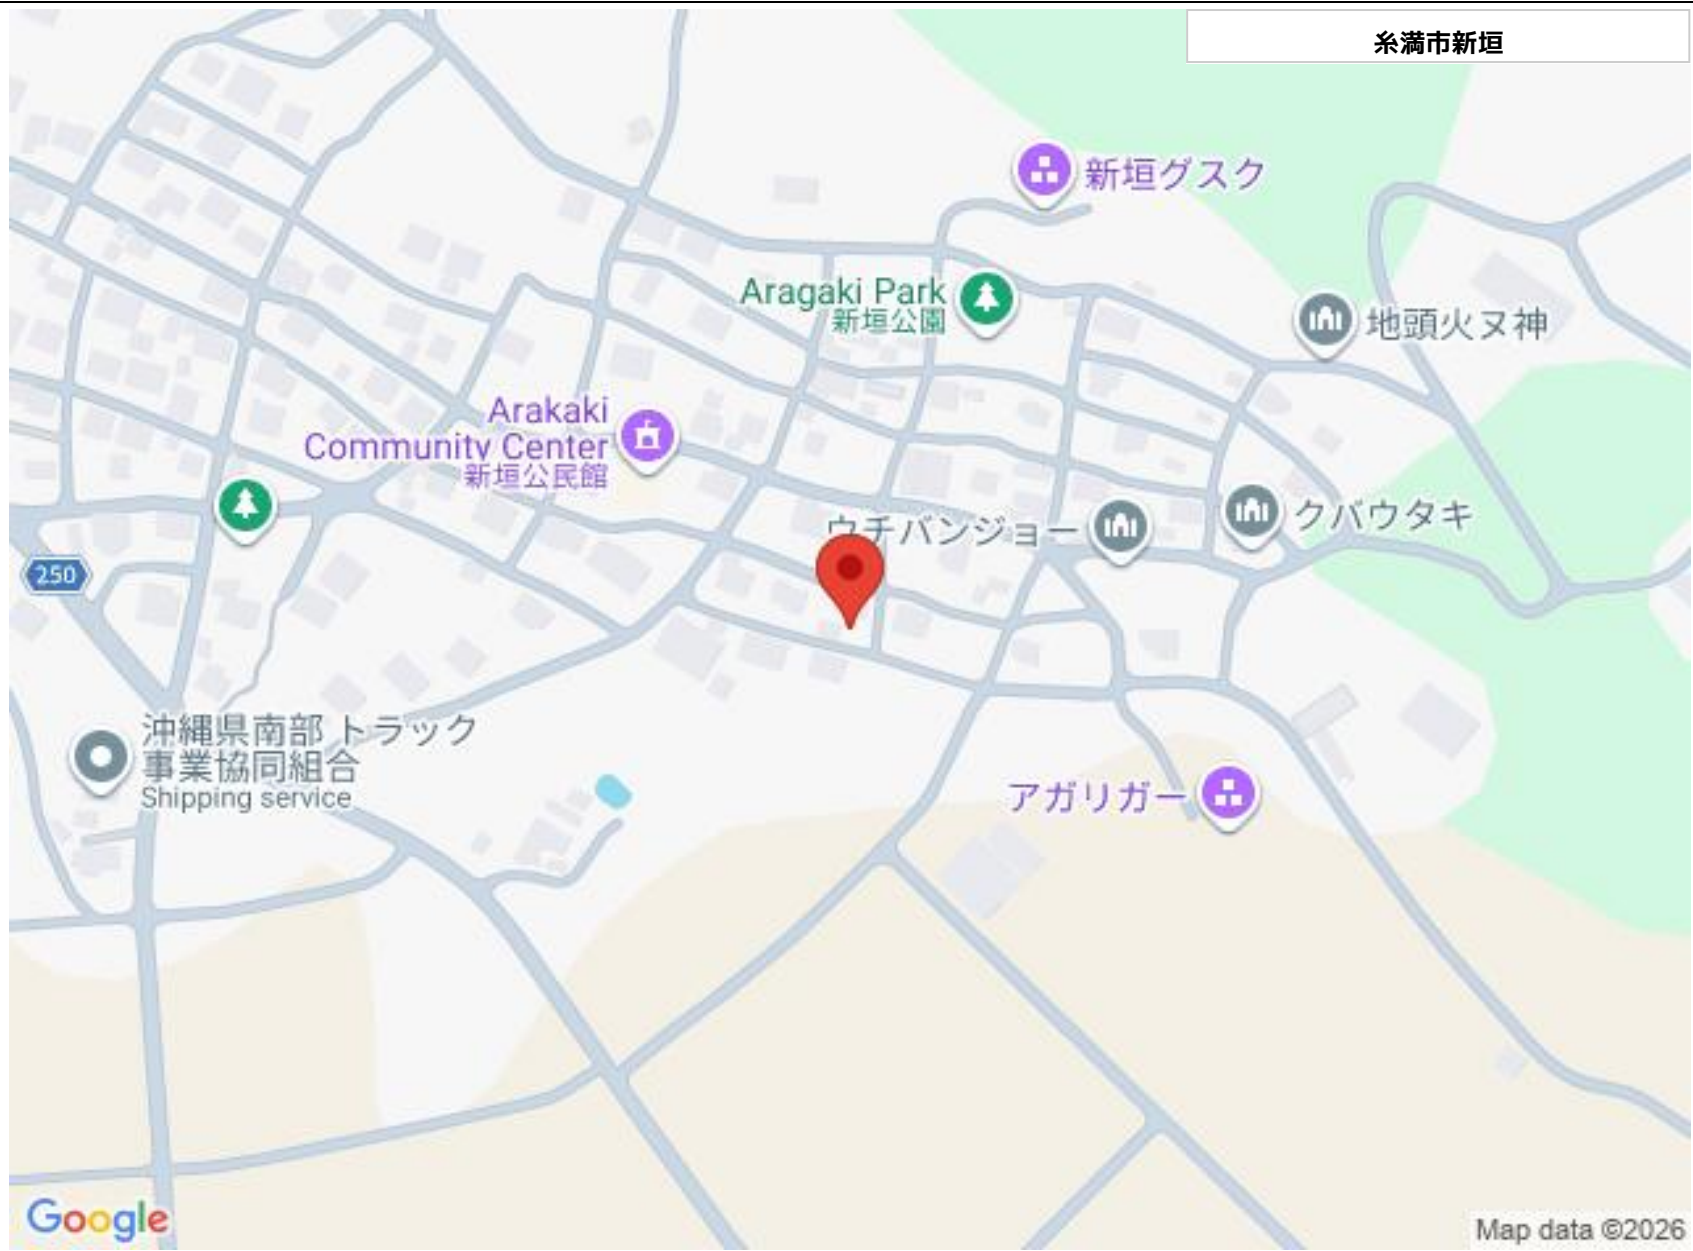 糸満市新垣
新垣グスク
Aragaki Park
新垣公園
地頭火ヌ神
Arakaki
Community Center
新垣公民館
ウチバンジョー
クバウタキ
250
沖縄県南部 トラック
事業協同組合
Shipping service
アガリガー
Google
Map data ©2026